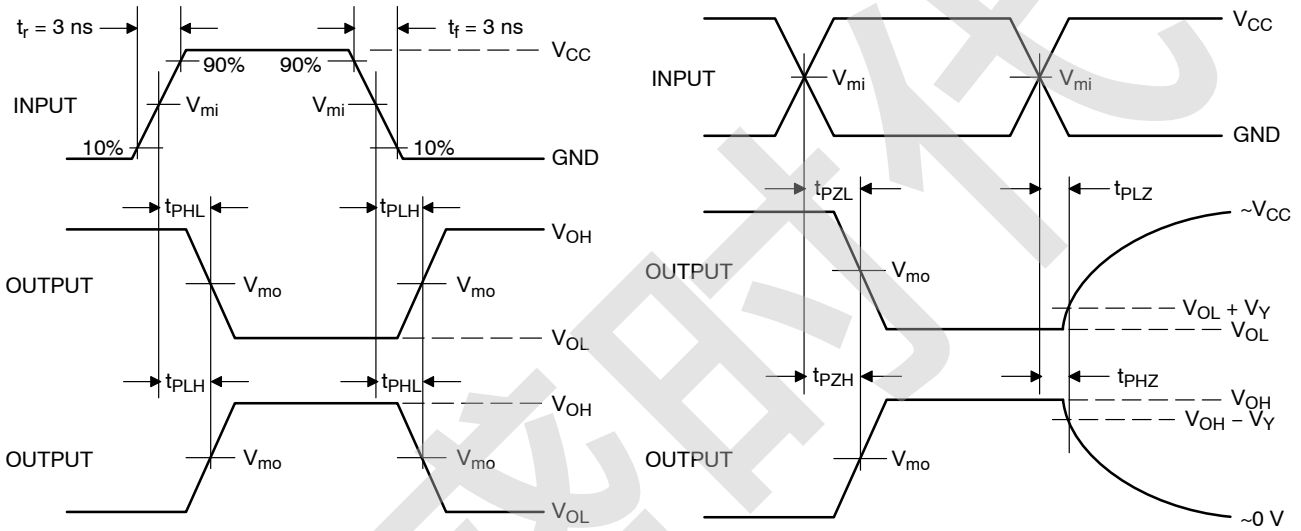 t_r = 3 ns
t_f = 3 ns
V_CC
90%
90%
INPUT
V_mi
V_mi
10%
10%
GND
t_PHL
t_PLH
V_OH
OUTPUT
V_mo
V_mo
V_OL
t_PLH
t_PHL
V_OH
OUTPUT
V_mo
V_mo
V_OL
V_CC
INPUT
V_mi
V_mi
GND
t_PZL
t_PLZ
~V_CC
OUTPUT
V_mo
V_OL + V_Y
V_OL
t_PZH
t_PHZ
V_OH
V_OH – V_Y
OUTPUT
V_mo
~0 V
时代